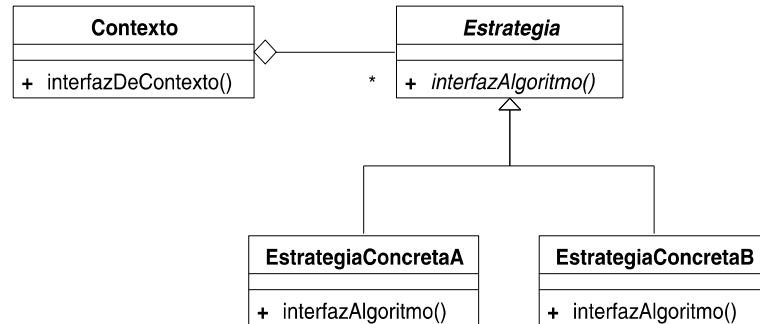 Contexto
Estrategia
+ interfazDeContexto()
* + interfazAlgoritmo()
EstrategiaConcretaA
EstrategiaConcretaB
+ interfazAlgoritmo()
+ interfazAlgoritmo()